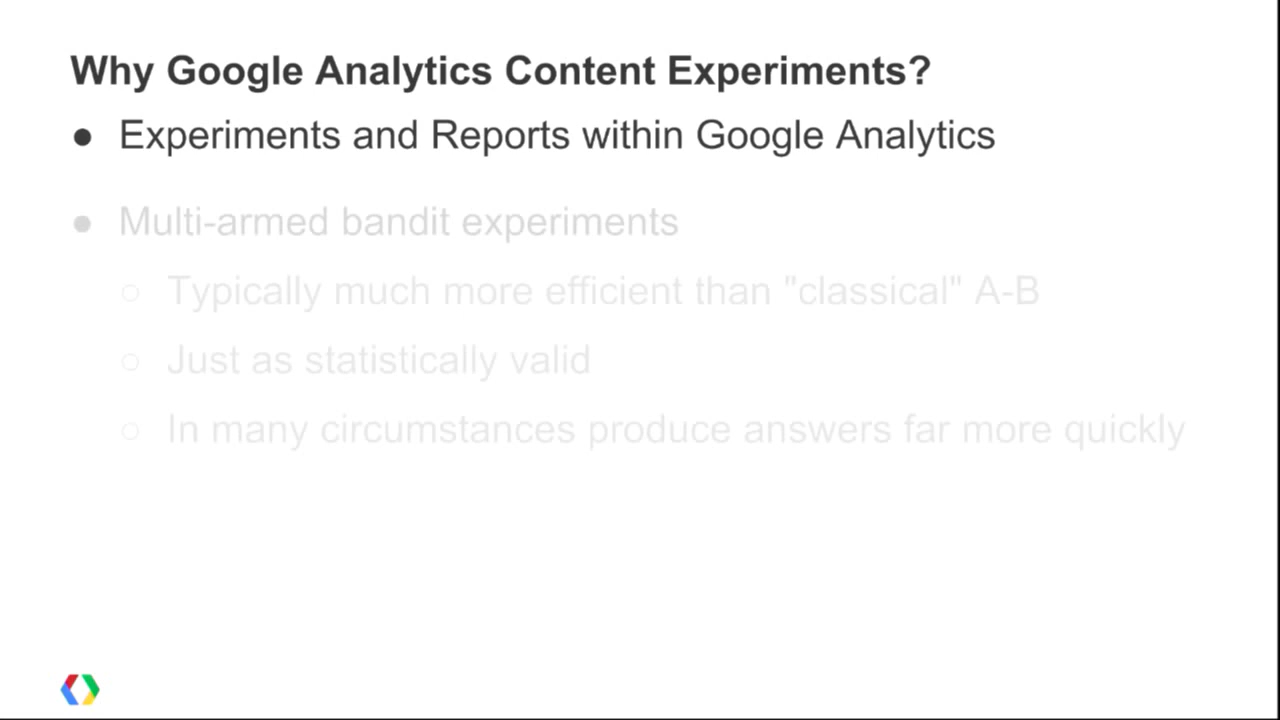 Why Google Analytics Content Experiments?
● Experiments and Reports within Google Analytics
● Multi-armed bandit experiments
○ Typically much more efficient than "classical" A-B
○ Just as statistically valid
○ In many circumstances produce answers far more quickly